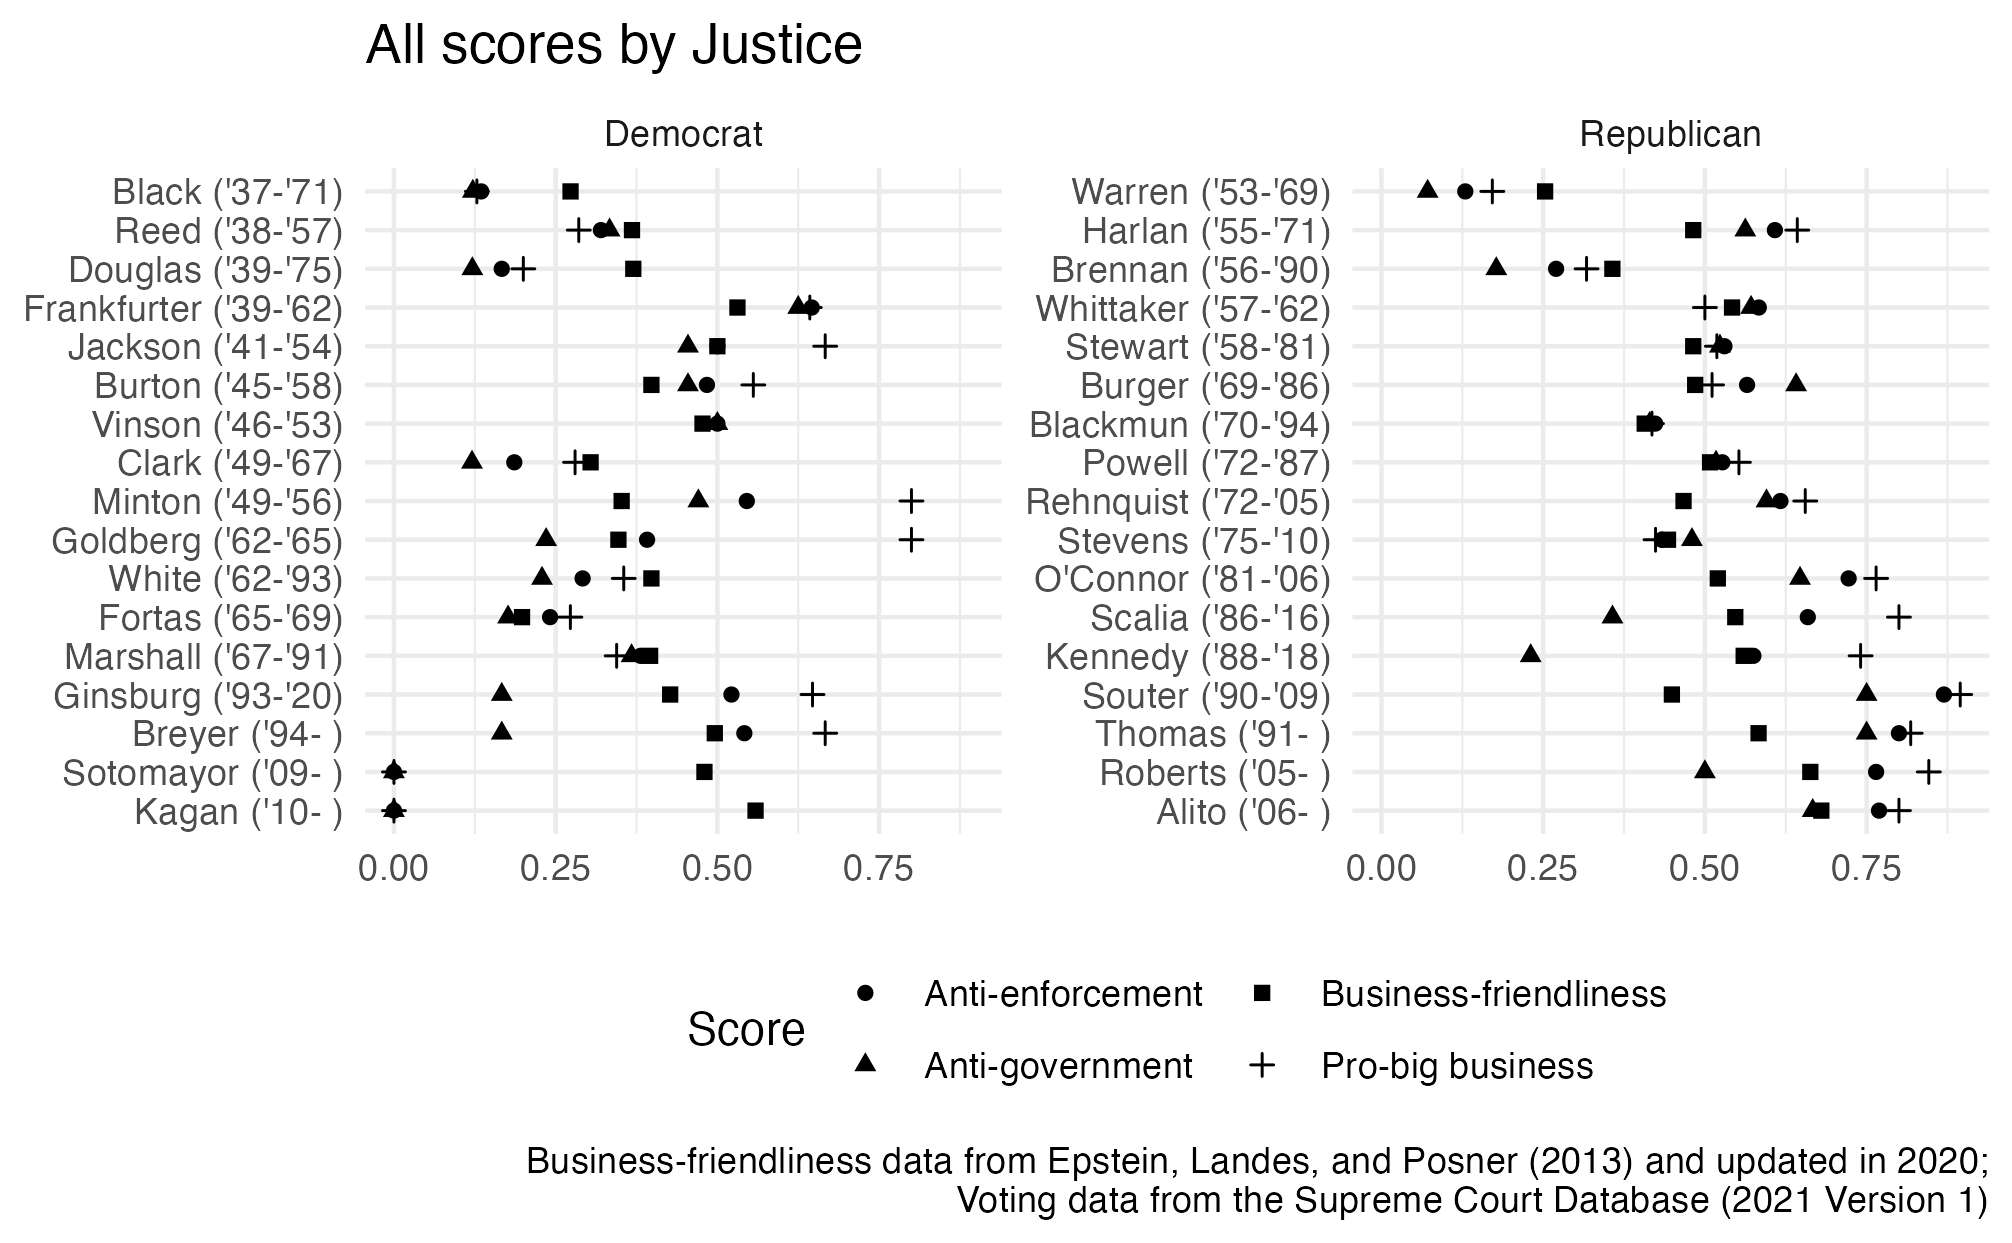 All scores by Justice
Democrat
Black ('37-'71)
Reed ('38-'57)
Douglas ('39-'75)
Frankfurter ('39-'62)
Jackson ('41-'54)
Burton ('45-'58)
Vinson ('46-'53)
Clark ('49-'67)
Minton ('49-'56)
Goldberg ('62-'65)
White ('62-'93)
Fortas ('65-'69)
Marshall ('67-'91)
Ginsburg ('93-'20)
Breyer ('94- )
Sotomayor ('09- )
Kagan ('10- )
0.00 0.25 0.50 0.75
Republican
Warren ('53-'69)
Harlan ('55-'71)
Brennan ('56-'90)
Whittaker ('57-'62)
Stewart ('58-'81)
Burger ('69-'86)
Blackmun ('70-'94)
Powell ('72-'87)
Rehnquist ('72-'05)
Stevens ('75-'10)
O'Connor ('81-'06)
Scalia ('86-'16)
Kennedy ('88-'18)
Souter ('90-'09)
Thomas ('91- )
Roberts ('05- )
Alito ('06- )
0.00 0.25 0.50 0.75
Score
Anti-enforcement
Anti-government
Business-friendliness
Pro-big business
Business-friendliness data from Epstein, Landes, and Posner (2013) and updated in 2020;
Voting data from the Supreme Court Database (2021 Version 1)